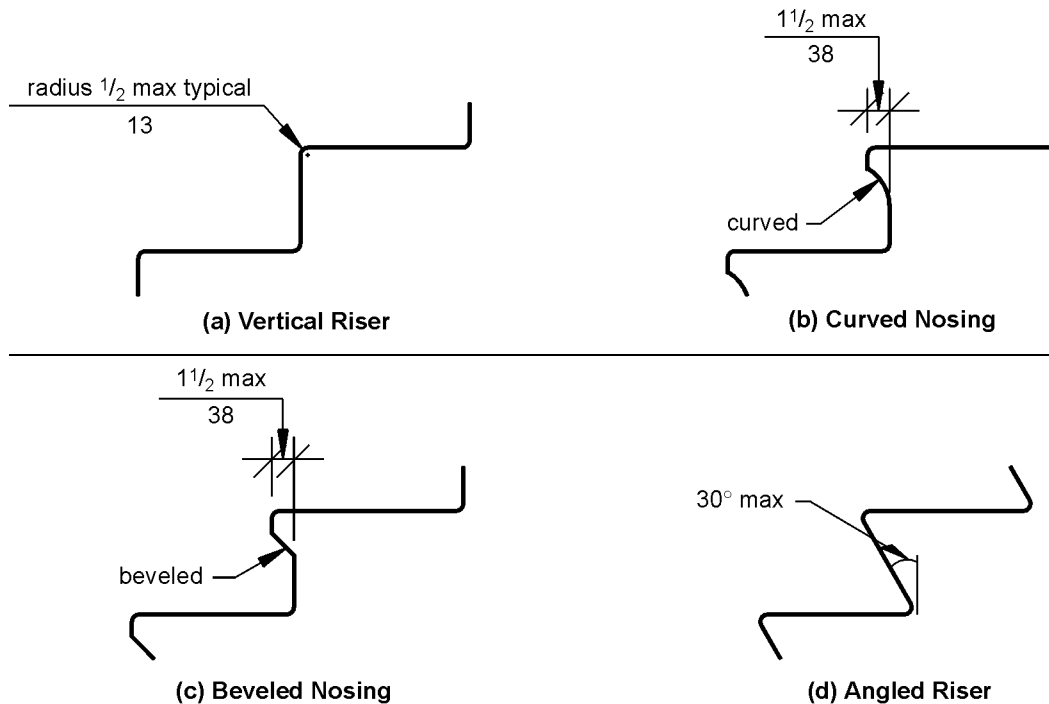 radius 1/2 max typical
13
(a) Vertical Riser
1 1/2 max
38
curved
(b) Curved Nosing
1 1/2 max
38
beveled
(c) Beveled Nosing
30° max
(d) Angled Riser